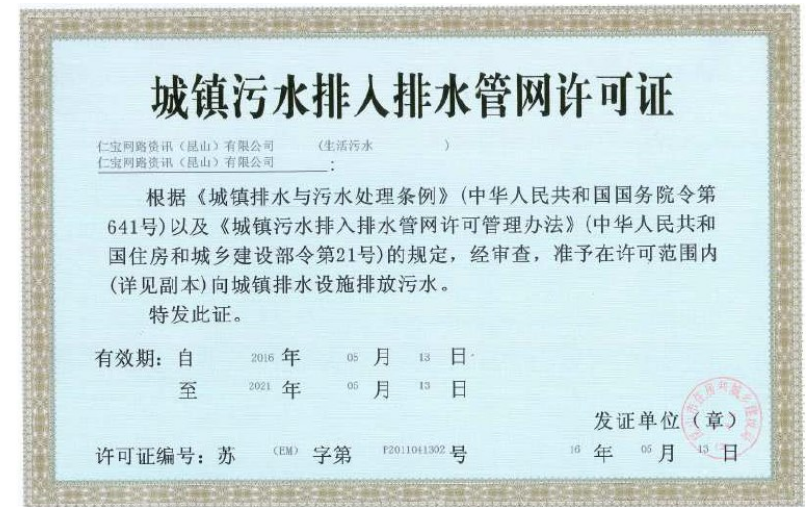 城镇污水排入排水管网许可证
仁宝网路资讯（昆山）有限公司 （生活污水 ）
仁宝网路资讯（昆山）有限公司 ：
根据《城镇排水与污水处理条例》(中华人民共和国国务院令第
641号)以及《城镇污水排入排水管网许可管理办法》(中华人民共和
国住房和城乡建设部令第21号)的规定，经审查，准予在许可范围内
(详见副本)向城镇排水设施排放污水。
特发此证。
有效期：自 2016 年 05 月 13 日
至 2021 年 05 月 13 日
发证单位（章）
许可证编号：苏 (EM) 字第 F2011041302 号 16 年 05 月 13 日